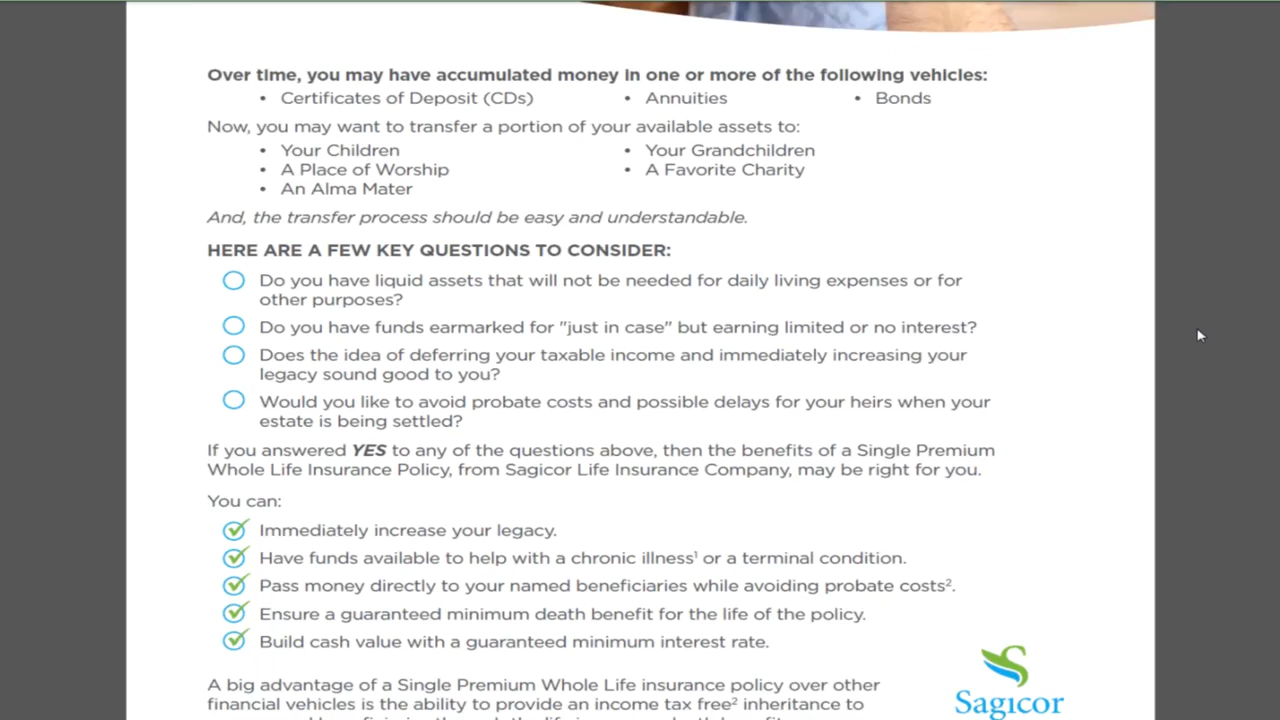 Over time, you may have accumulated money in one or more of the following vehicles:
• Certificates of Deposit (CDs) • Annuities • Bonds
Now, you may want to transfer a portion of your available assets to:
• Your Children • Your Grandchildren
• A Place of Worship • A Favorite Charity
• An Alma Mater
And, the transfer process should be easy and understandable.
HERE ARE A FEW KEY QUESTIONS TO CONSIDER:
Do you have liquid assets that will not be needed for daily living expenses or for
other purposes?
Do you have funds earmarked for "just in case" but earning limited or no interest?
Does the idea of deferring your taxable income and immediately increasing your
legacy sound good to you?
Would you like to avoid probate costs and possible delays for your heirs when your
estate is being settled?
If you answered YES to any of the questions above, then the benefits of a Single Premium
Whole Life Insurance Policy, from Sagicor Life Insurance Company, may be right for you.
You can:
Immediately increase your legacy.
Have funds available to help with a chronic illness¹ or a terminal condition.
Pass money directly to your named beneficiaries while avoiding probate costs².
Ensure a guaranteed minimum death benefit for the life of the policy.
Build cash value with a guaranteed minimum interest rate.
A big advantage of a Single Premium Whole Life insurance policy over other
financial vehicles is the ability to provide an income tax free² inheritance to
Sagicor